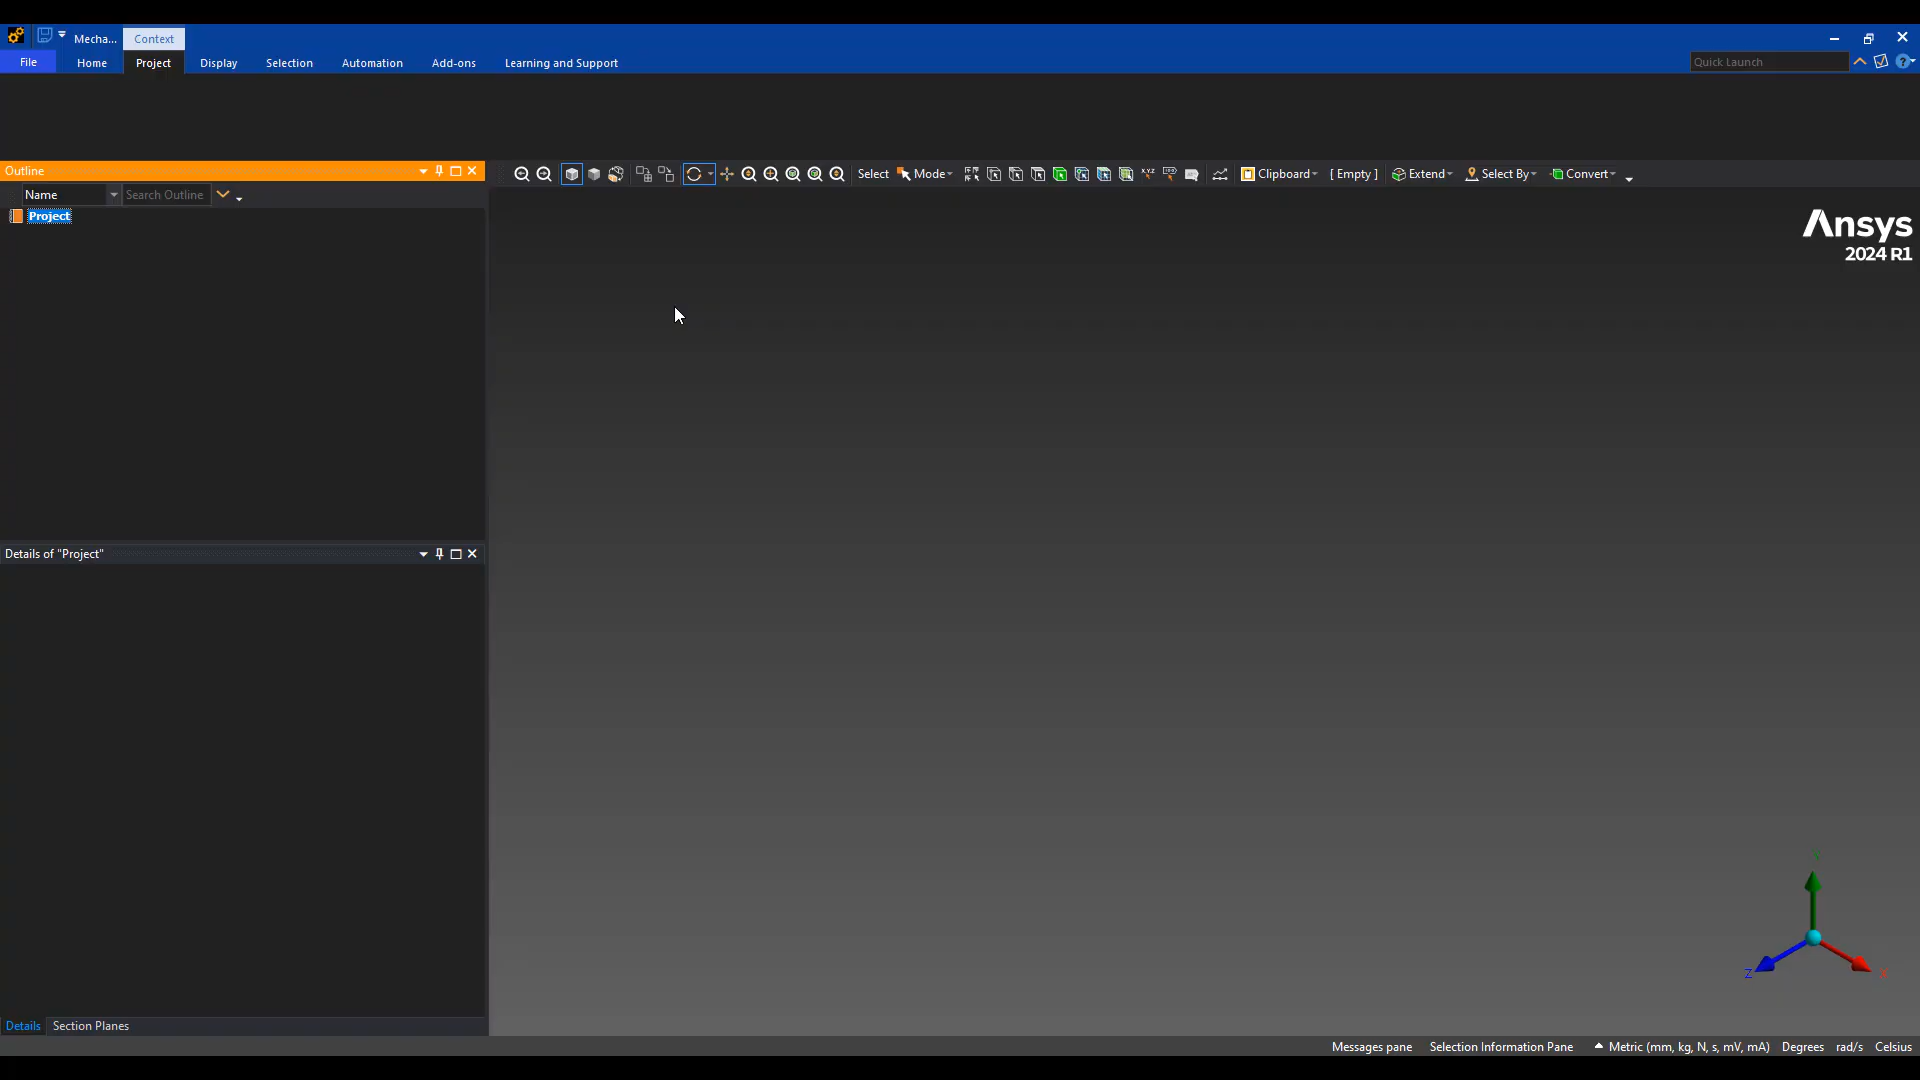 Mecha... Context
File Home Project Display Selection Automation Add-ons Learning and Support Quick Launch
Outline
Select Mode Clipboard [ Empty ] Extend Select By Convert
Name Search Outline
Project
Ansys
2024 R1
Details of "Project"
Y
Z X
Details Section Planes
Messages pane Selection Information Pane Metric (mm, kg, N, s, mV, mA) Degrees rad/s Celsius